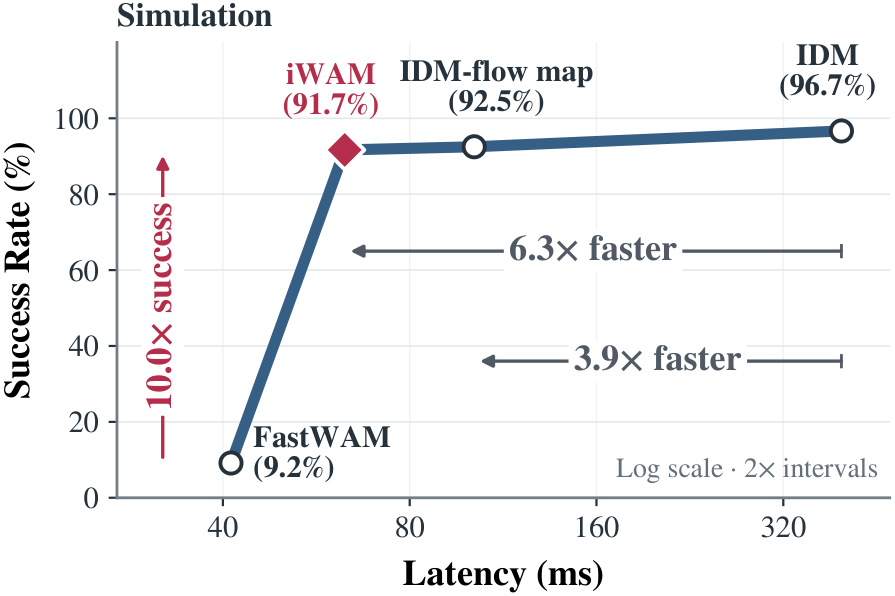 Simulation
iWAM
(91.7%)
IDM-flow map
(92.5%)
IDM
(96.7%)
Success Rate (%)
100
80
60
40
20
0
10.0× success
6.3× faster
3.9× faster
FastWAM
(9.2%)
Log scale · 2× intervals
40
80
160
320
Latency (ms)